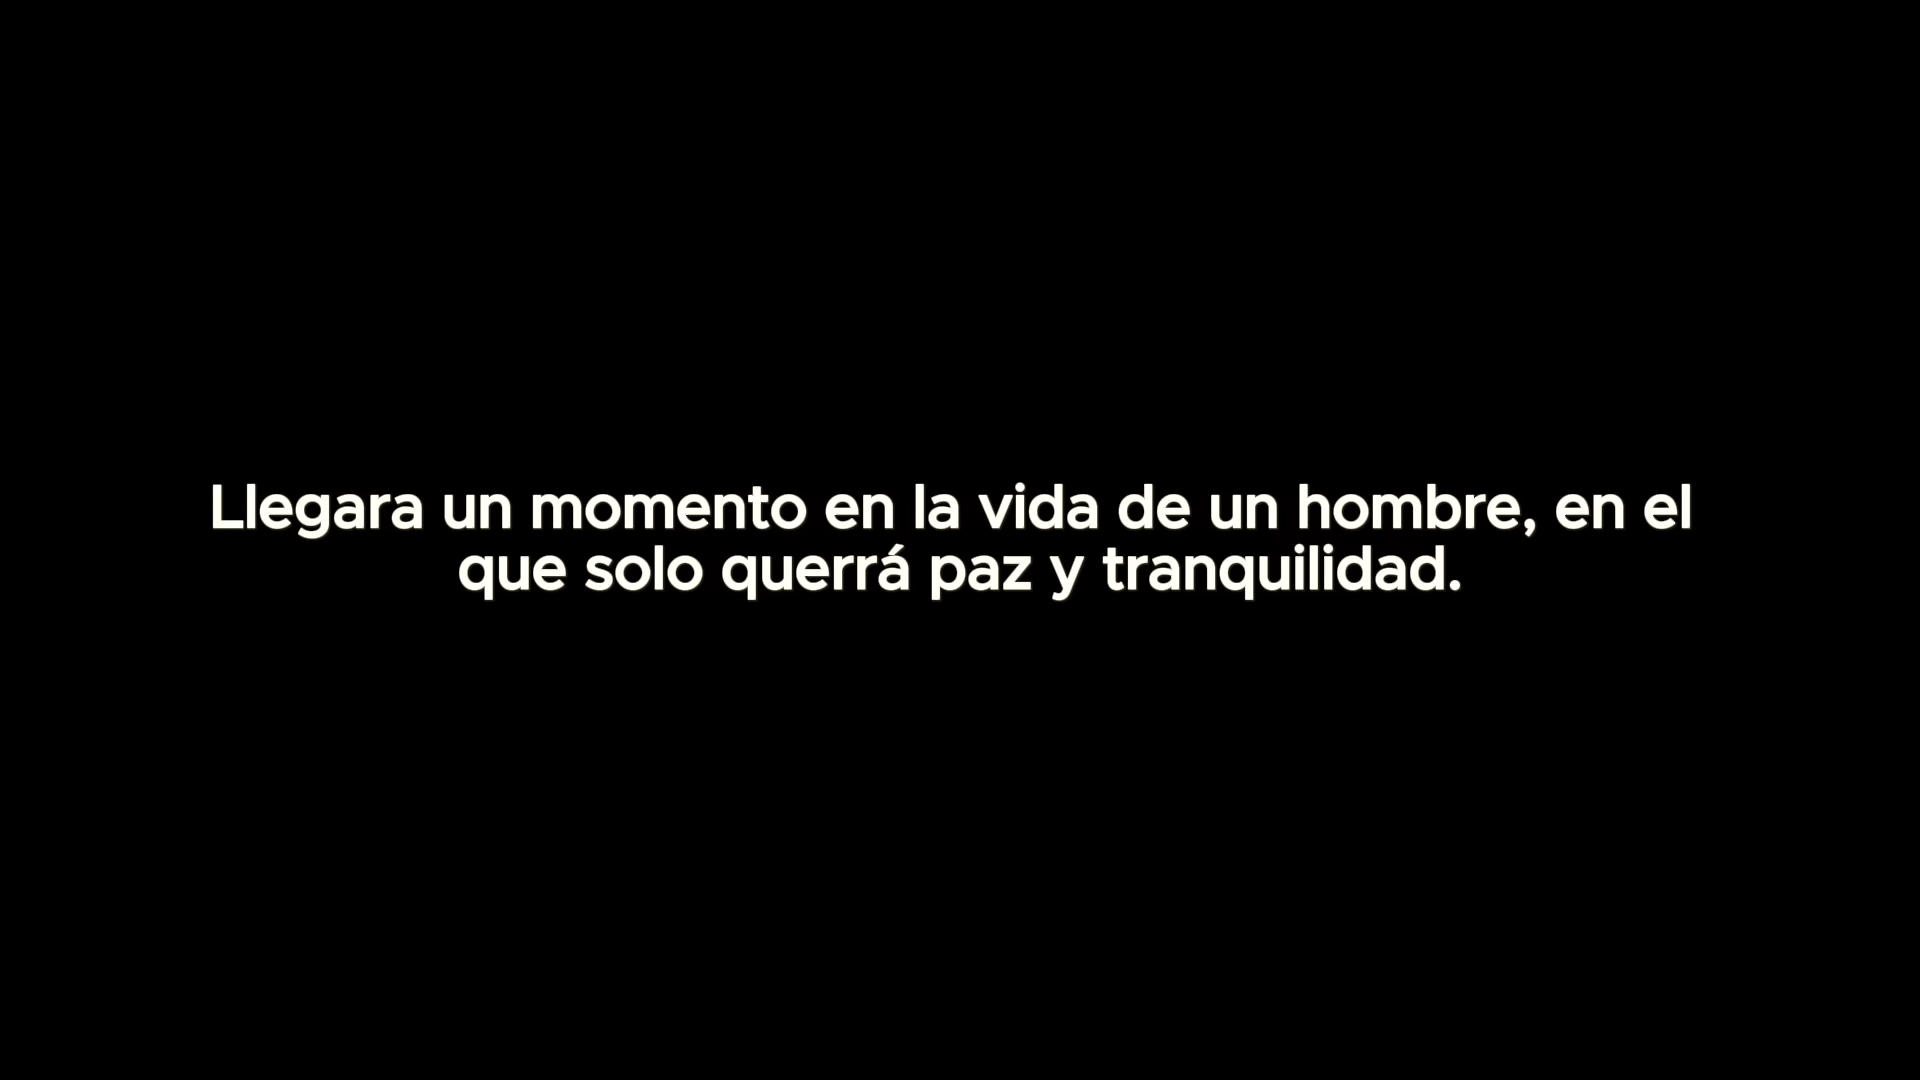 Llegara un momento en la vida de un hombre, en el
que solo querrá paz y tranquilidad.